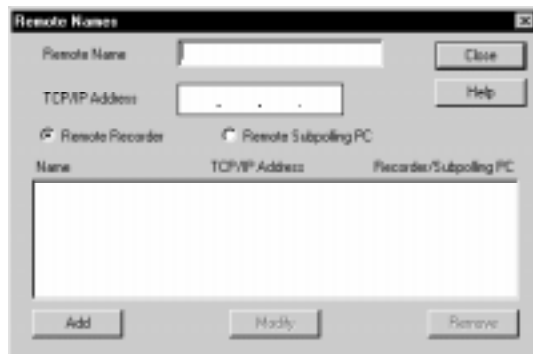 Remote Names
Remote Name
Close
TCP/IP Address
Help
Remote Recorder
Remote Subpolling PC
Name TCP/IP Address Recorder/Subpolling PC
Add Modify Remove